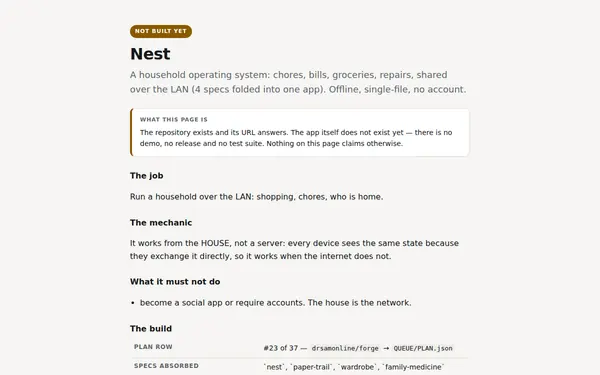 NOT BUILT YET
Nest
A household operating system: chores, bills, groceries, repairs, shared
over the LAN (4 specs folded into one app). Offline, single-file, no account.
WHAT THIS PAGE IS
The repository exists and its URL answers. The app itself does not exist yet — there is no
demo, no release and no test suite. Nothing on this page claims otherwise.
The job
Run a household over the LAN: shopping, chores, who is home.
The mechanic
It works from the HOUSE, not a server: every device sees the same state because
they exchange it directly, so it works when the internet does not.
What it must not do
• become a social app or require accounts. The house is the network.
The build
PLAN ROW #23 of 37 — drsamonline/forge → QUEUE/PLAN.json
SPECS ABSORBED `nest`, `paper-trail`, `wardrobe`, `family-medicine`